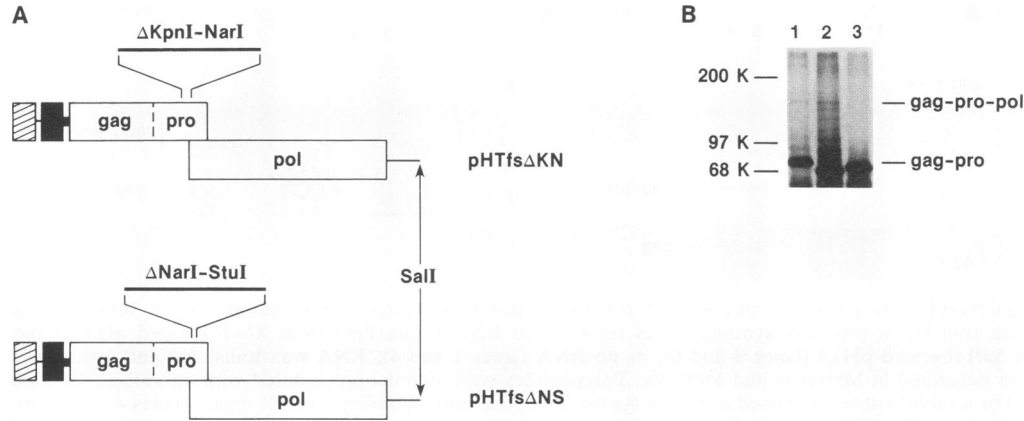 A
ΔKpnI-NarI
gag
pro
pol
pHTfsΔKN
SalI
ΔNarI-StuI
gag
pro
pol
pHTfsΔNS
B
1 2 3
200 K
gag-pro-pol
97 K
gag-pro
68 K